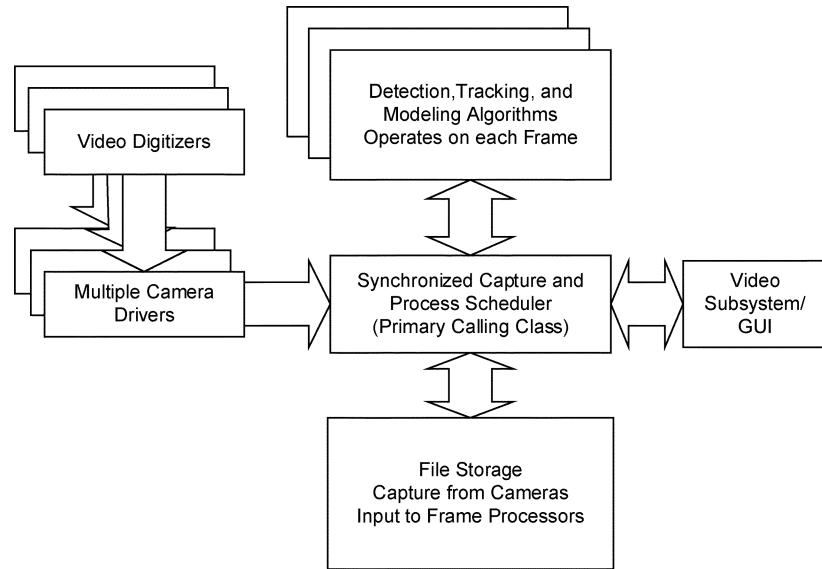 Detection,Tracking, and
Modeling Algorithms
Operates on each Frame
Video Digitizers
Multiple Camera
Drivers
Synchronized Capture and
Process Scheduler
(Primary Calling Class)
Video
Subsystem/
GUI
File Storage
Capture from Cameras
Input to Frame Processors